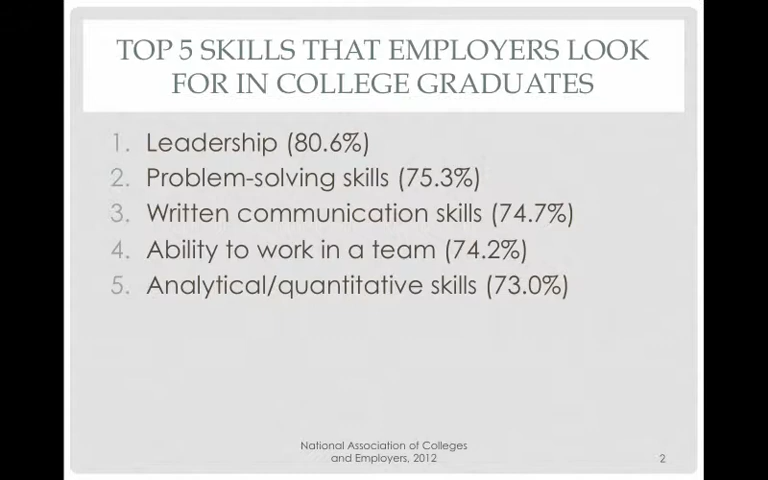 TOP 5 SKILLS THAT EMPLOYERS LOOK
FOR IN COLLEGE GRADUATES
1. Leadership (80.6%)
2. Problem-solving skills (75.3%)
3. Written communication skills (74.7%)
4. Ability to work in a team (74.2%)
5. Analytical/quantitative skills (73.0%)
National Association of Colleges
and Employers, 2012
2